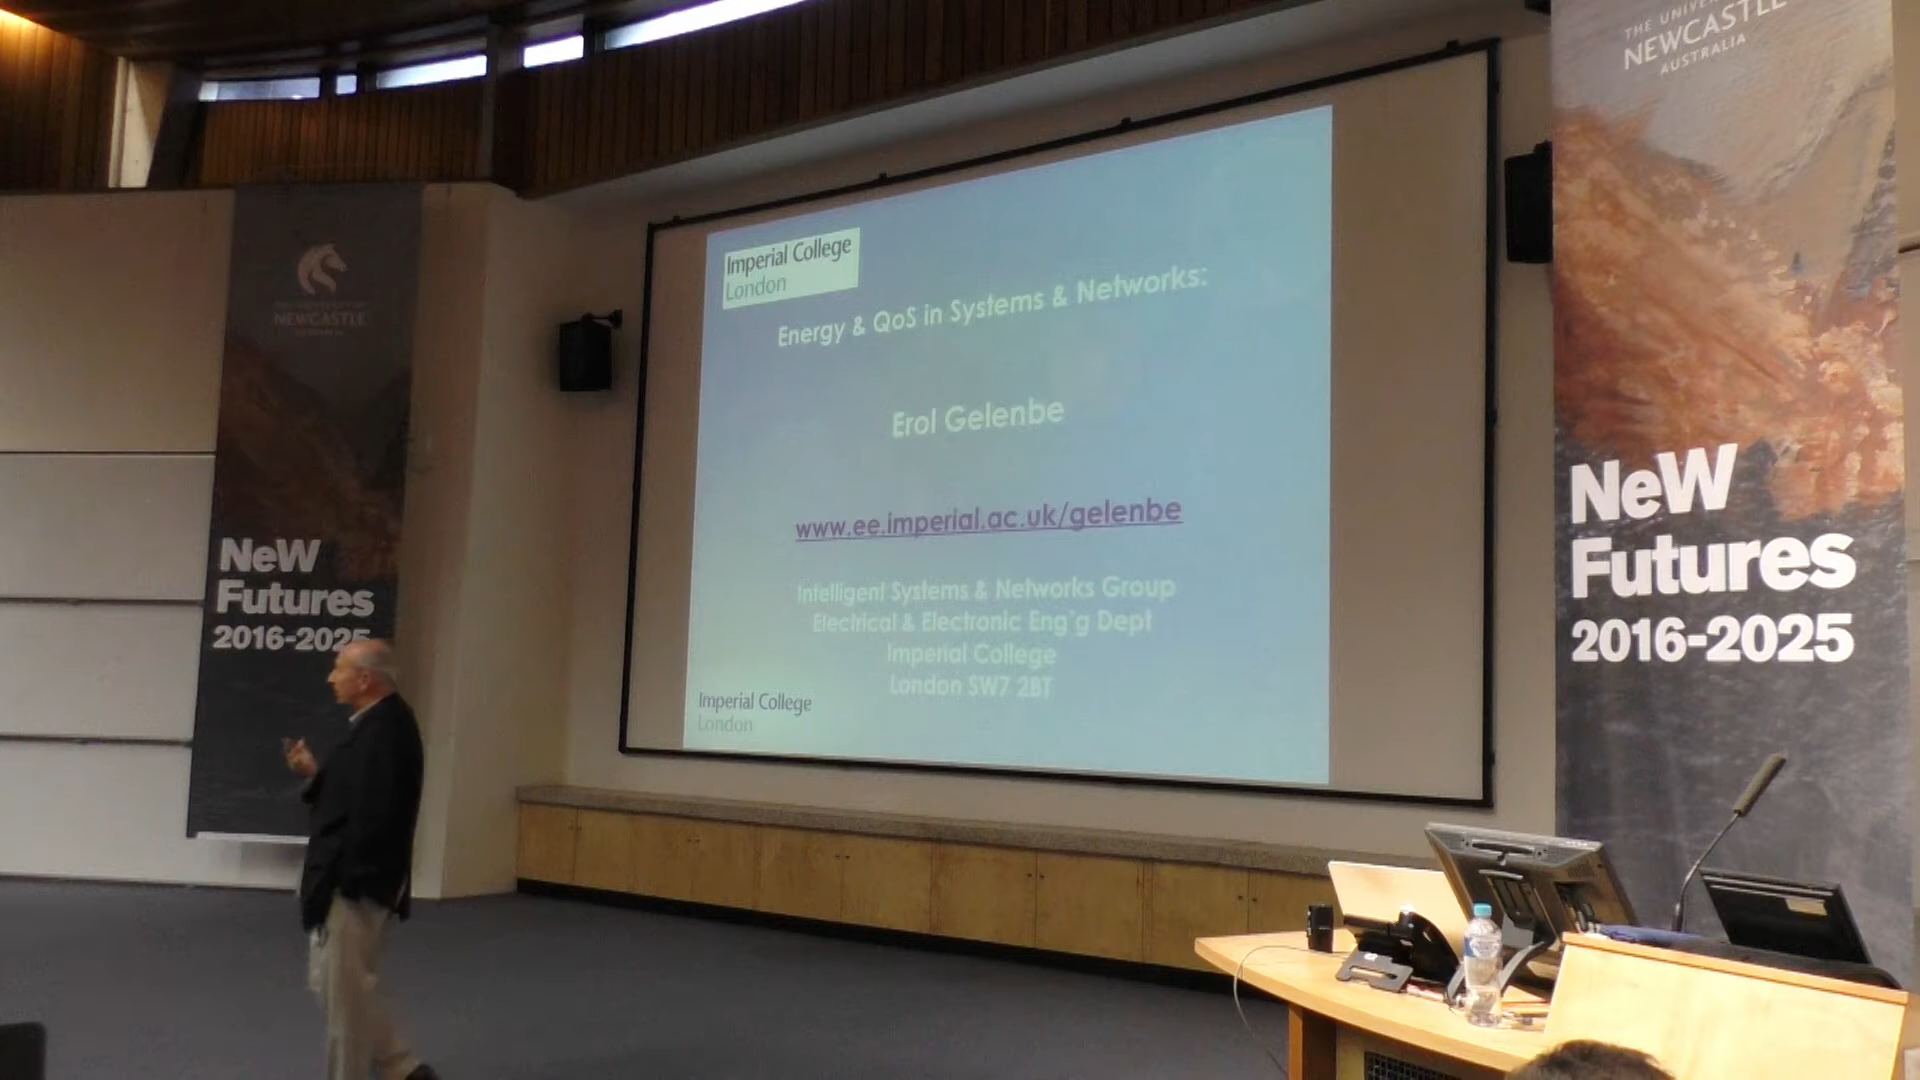 NEWCASTLE
NeW
Futures
2016-2025
Imperial College
London
Energy & QoS in Systems & Networks:
Erol Gelenbe
www.ee.imperial.ac.uk/gelenbe
Intelligent Systems & Networks Group
Electrical & Electronic Eng'g Dept
Imperial College
London SW7 2BT
Imperial College
London
THE
NEWCASTLE
AUSTRALIA
NeW
Futures
2016-2025